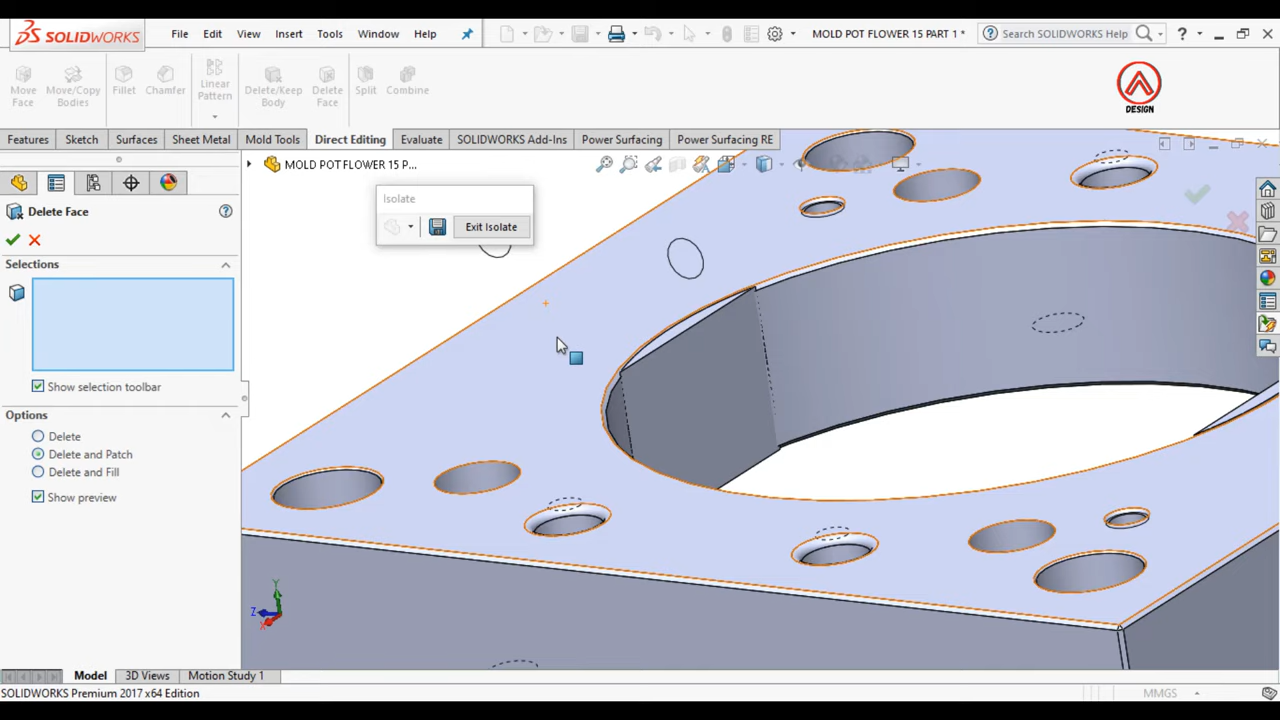 SOLIDWORKS File Edit View Insert Tools Window Help MOLD POT FLOWER 15 PART 1 * Search SOLIDWORKS Help ?
Move Face Move/Copy Bodies Fillet Chamfer Linear Pattern Delete/Keep Body Delete Face Split Combine
DESIGN
Features Sketch Surfaces Sheet Metal Mold Tools Direct Editing Evaluate SOLIDWORKS Add-Ins Power Surfacing Power Surfacing RE
MOLD POT FLOWER 15 P...
Isolate
Exit Isolate
Delete Face
Selections
Show selection toolbar
Options
Delete
Delete and Patch
Delete and Fill
Show preview
Y
Z
X
Model 3D Views Motion Study 1
SOLIDWORKS Premium 2017 x64 Edition MMGS